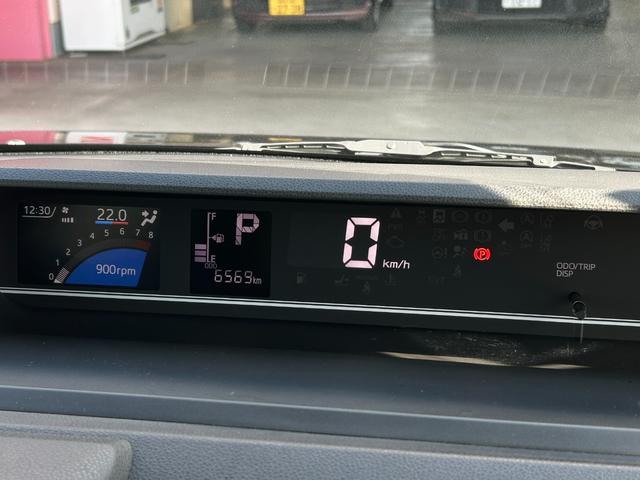 12:30
22.0
0 1 2 3 4 5 6 7 8
900rpm
F
E
P
ODO
6569km
0
km/h
(P)
ODO/TRIP
DISP